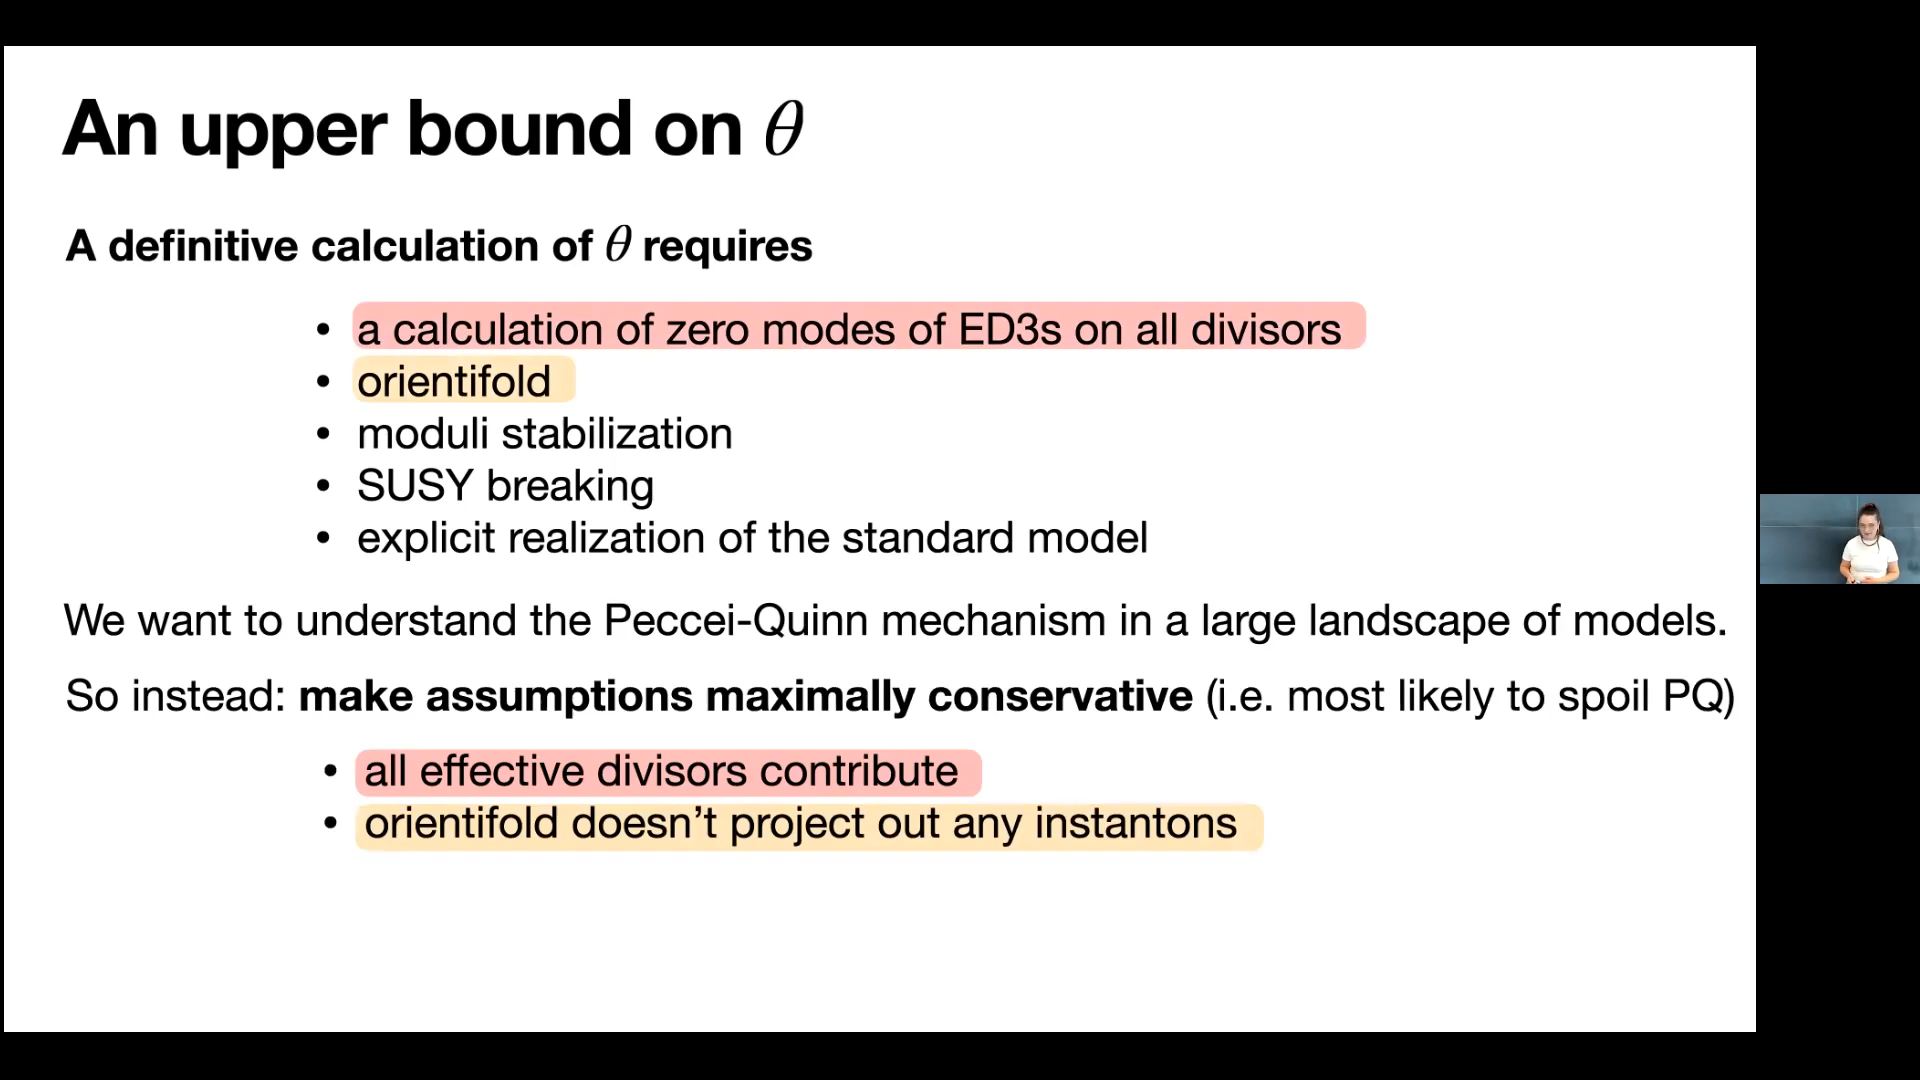 An upper bound on θ
A definitive calculation of θ requires
• a calculation of zero modes of ED3s on all divisors
• orientifold
• moduli stabilization
• SUSY breaking
• explicit realization of the standard model
We want to understand the Peccei-Quinn mechanism in a large landscape of models.
So instead: make assumptions maximally conservative (i.e. most likely to spoil PQ)
• all effective divisors contribute
• orientifold doesn’t project out any instantons